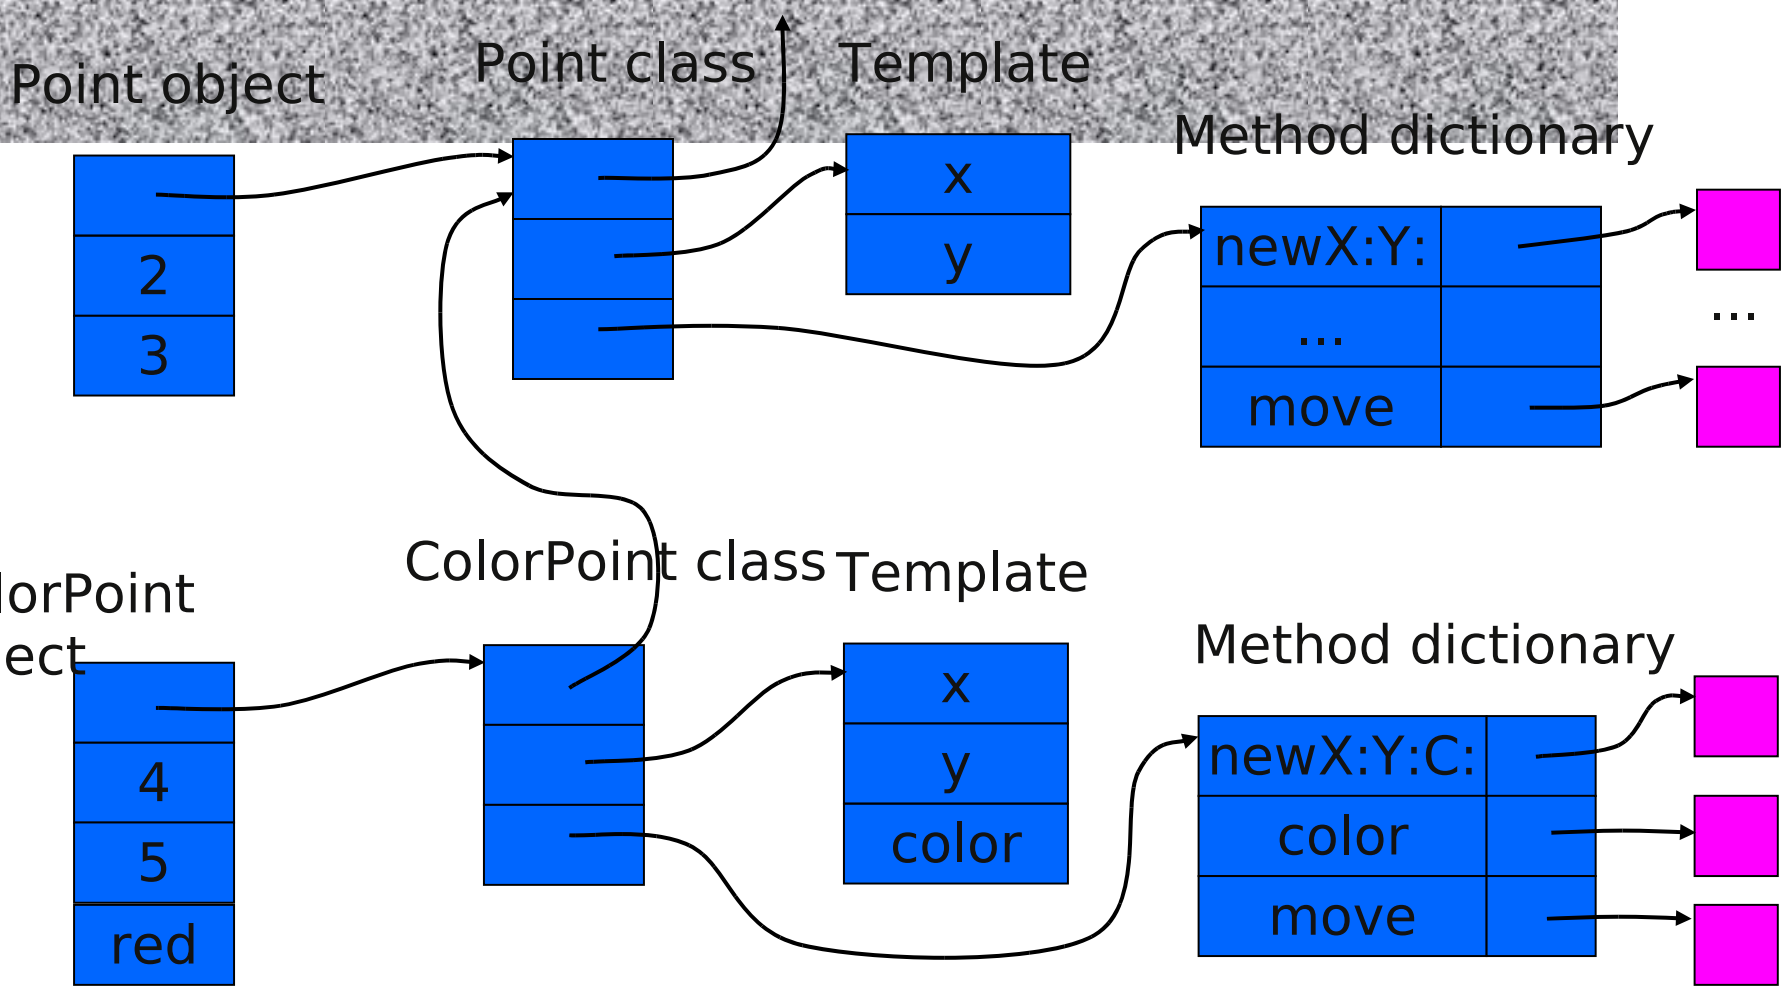 Point object
Point class
Template
Method dictionary
2
3
x
y
newX:Y:
...
move
...
lorPoint
ect
ColorPoint class
Template
Method dictionary
4
5
red
x
y
color
newX:Y:C:
color
move